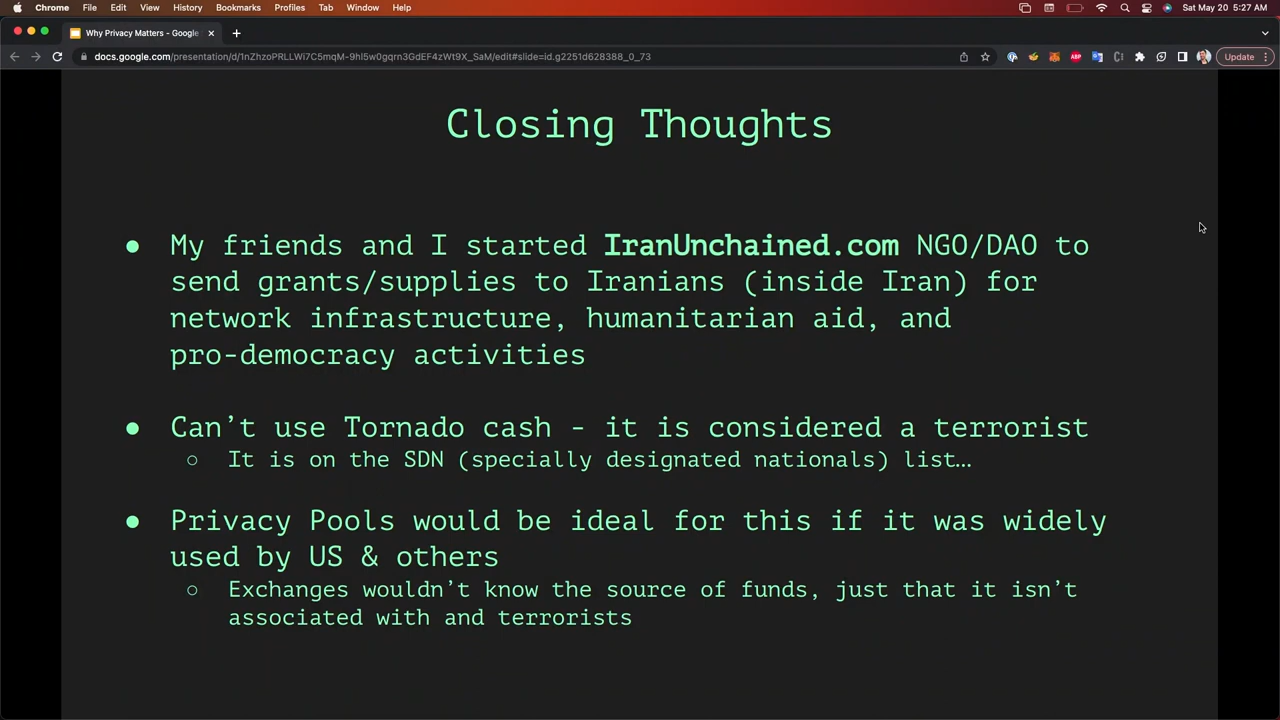 Chrome File Edit View History Bookmarks Profiles Tab Window Help Sat May 20 5:27 AM
Why Privacy Matters - Google
docs.google.com/presentation/d/1nZhzoPRLLWi7C5mqM-9hI5w0gqrn3GdEF4zWt9X_SaM/edit#slide=id.g2251d628388_0_73 Update
Closing Thoughts
● My friends and I started IranUnchained.com NGO/DAO to
send grants/supplies to Iranians (inside Iran) for
network infrastructure, humanitarian aid, and
pro-democracy activities
● Can't use Tornado cash - it is considered a terrorist
○ It is on the SDN (specially designated nationals) list…
● Privacy Pools would be ideal for this if it was widely
used by US & others
○ Exchanges wouldn't know the source of funds, just that it isn't
associated with and terrorists